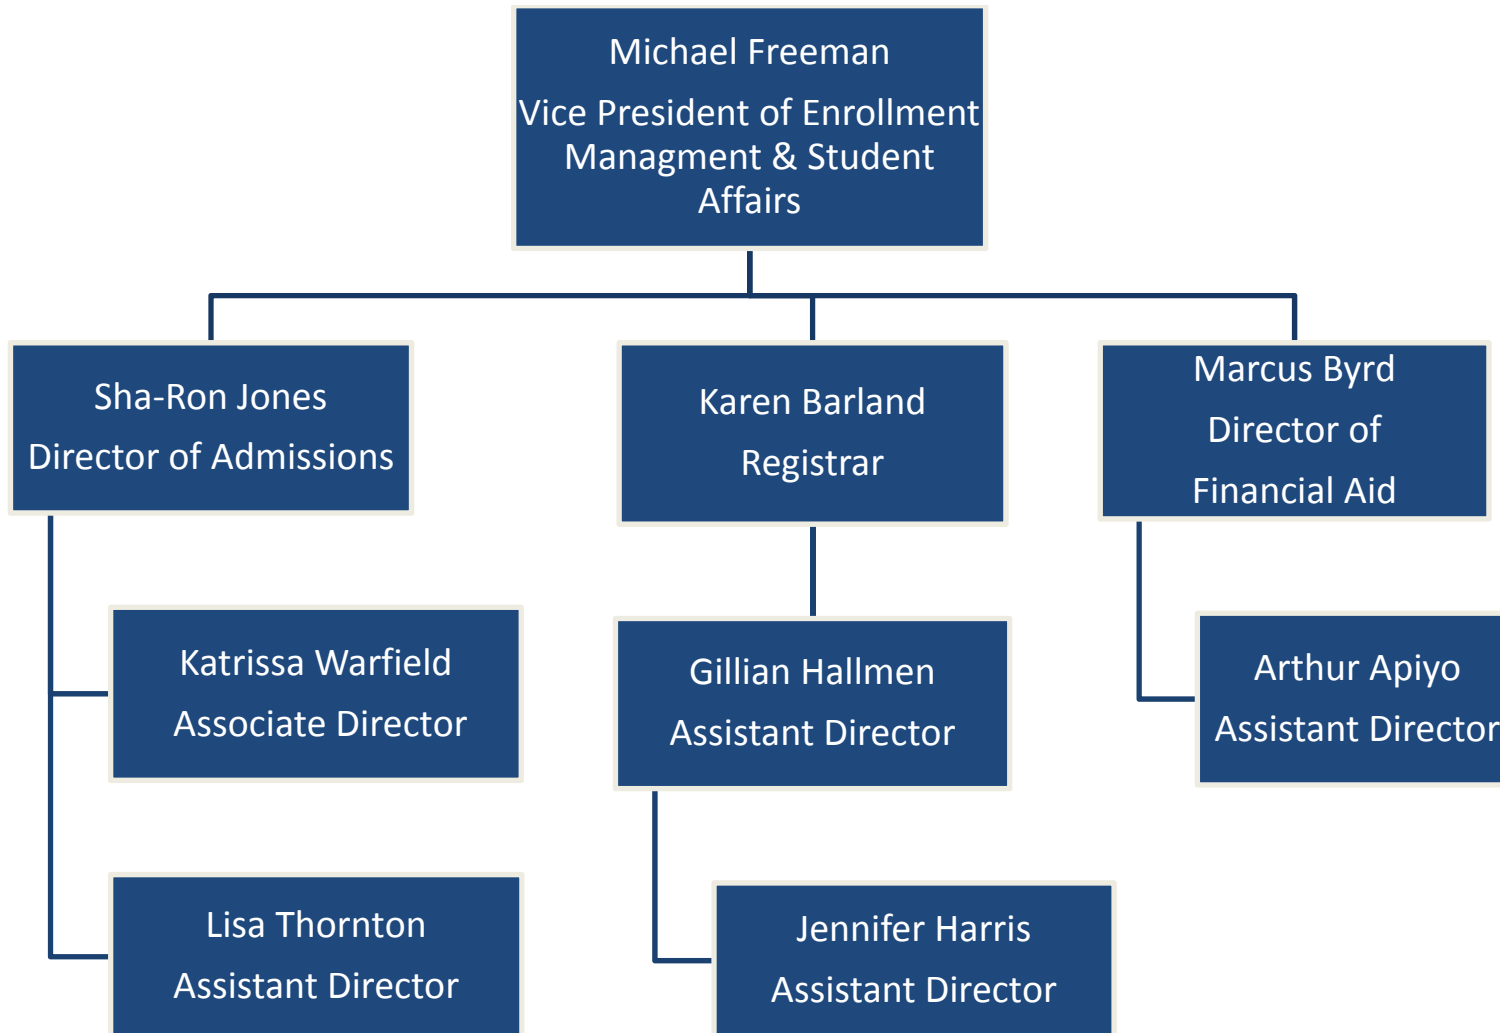 Michael Freeman
Vice President of Enrollment
Managment & Student
Affairs
Sha-Ron Jones
Director of Admissions
Karen Barland
Registrar
Marcus Byrd
Director of
Financial Aid
Katrissa Warfield
Associate Director
Gillian Hallmen
Assistant Director
Arthur Apiyo
Assistant Director
Lisa Thornton
Assistant Director
Jennifer Harris
Assistant Director